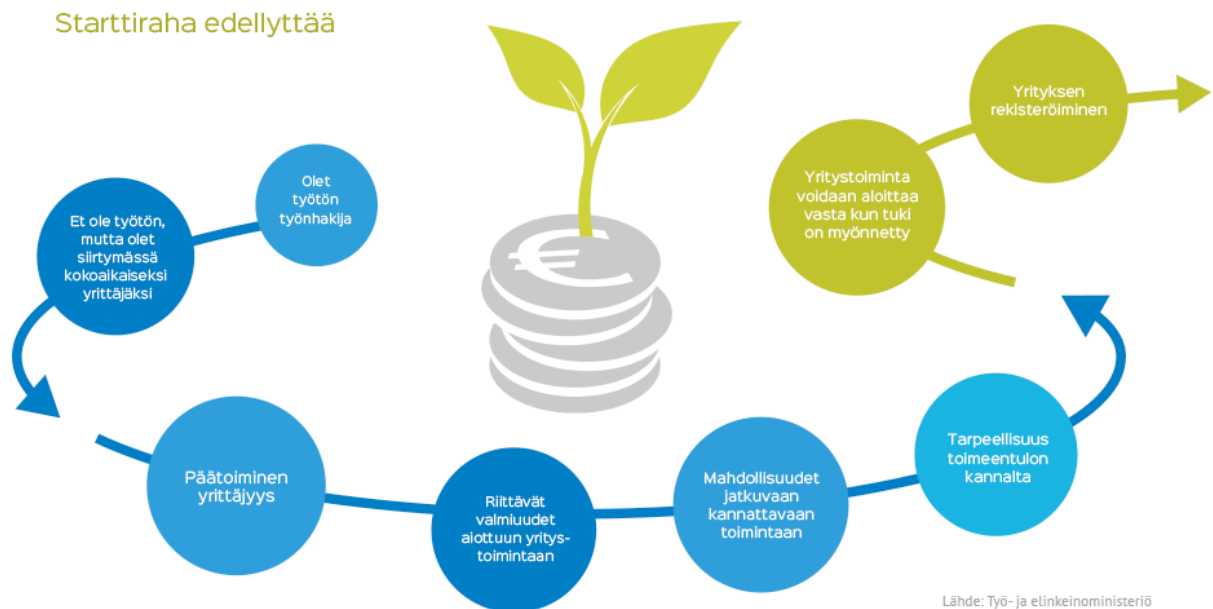 Starttiraha edellyttää
Olet
työtön
työnhakija
Et ole työtön,
mutta olet
siirtymässä
kokoaikaiseksi
yrittäjäksi
Päätoiminen
yrittäjyys
Riittävät
valmiuudet
aiottuun yritys-
toimintaan
Mahdollisuudet
jatkuvaan
kannattavaan
toimintaan
Tarpeellisuus
toimeentulon
kannalta
Yritystoiminta
voidaan aloittaa
vasta kun tuki
on myönnetty
Yrityksen
rekisteröiminen
€
Lähde: Työ- ja elinkeinoministeriö